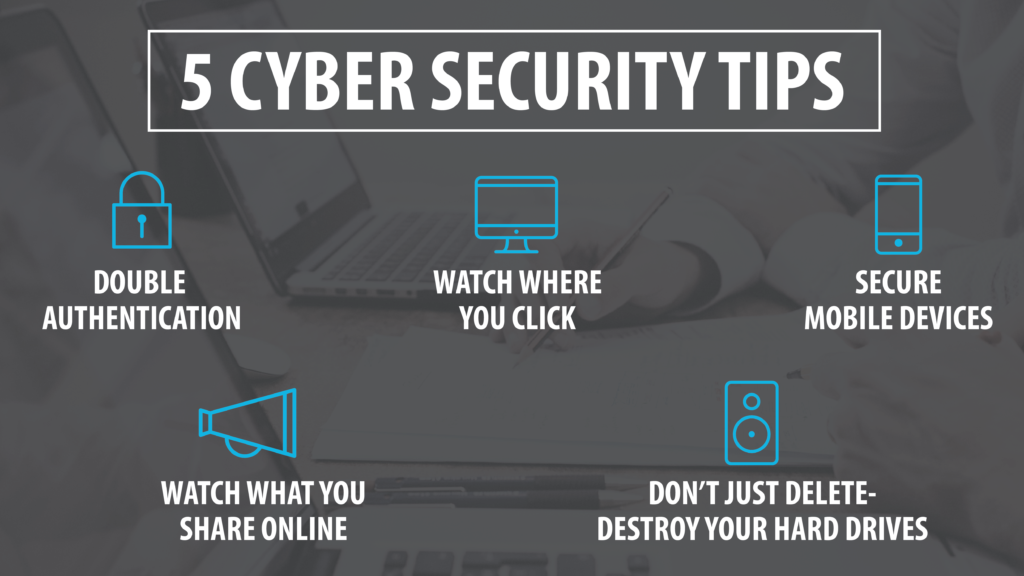 5 CYBER SECURITY TIPS
DOUBLE
AUTHENTICATION
WATCH WHERE
YOU CLICK
SECURE
MOBILE DEVICES
WATCH WHAT YOU
SHARE ONLINE
DON'T JUST DELETE-
DESTROY YOUR HARD DRIVES